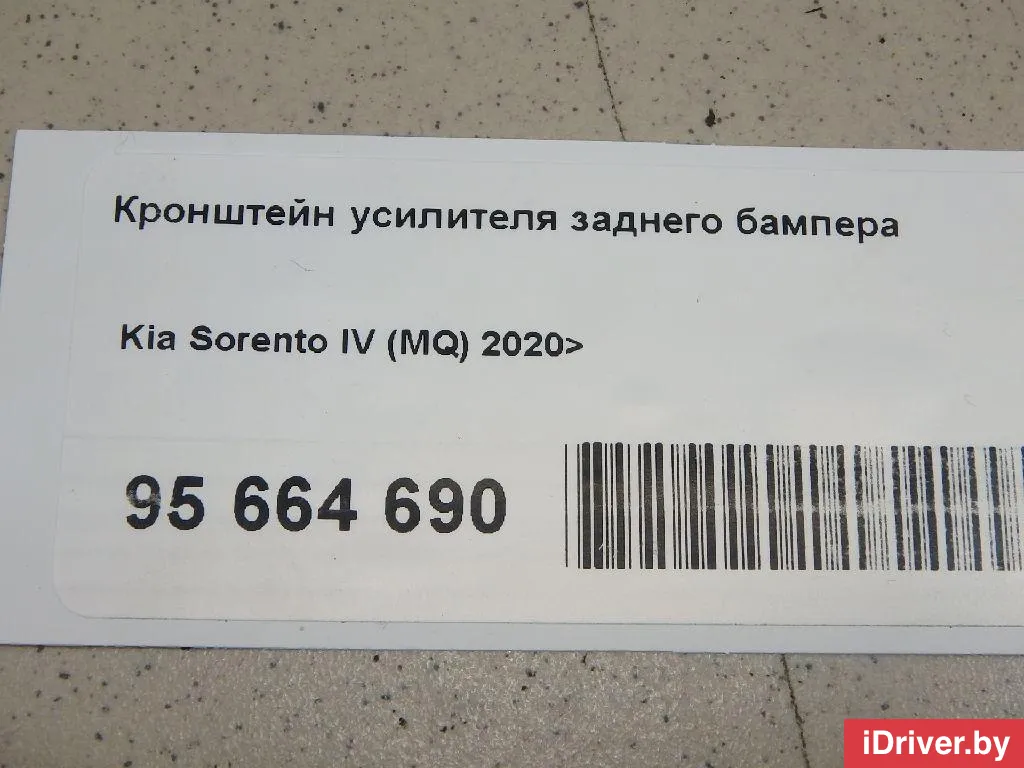 Кронштейн усилителя заднего бампера
Kia Sorento IV (MQ) 2020>
95 664 690
iDriver.by